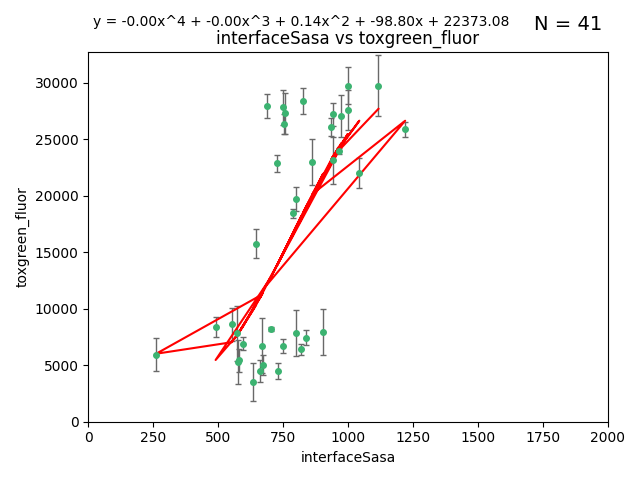 y = -0.00x^4 + -0.00x^3 + 0.14x^2 + -98.80x + 22373.08
N = 41
interfaceSasa vs toxgreen_fluor
30000
25000
20000
15000
10000
5000
0
toxgreen_fluor
0 250 500 750 1000 1250 1500 1750 2000
interfaceSasa